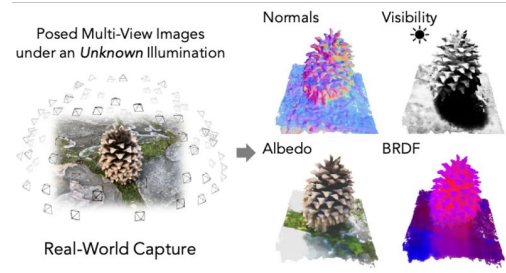 Posed Multi-View Images
under an Unknown Illumination
Real-World Capture
Normals
Visibility
Albedo
BRDF